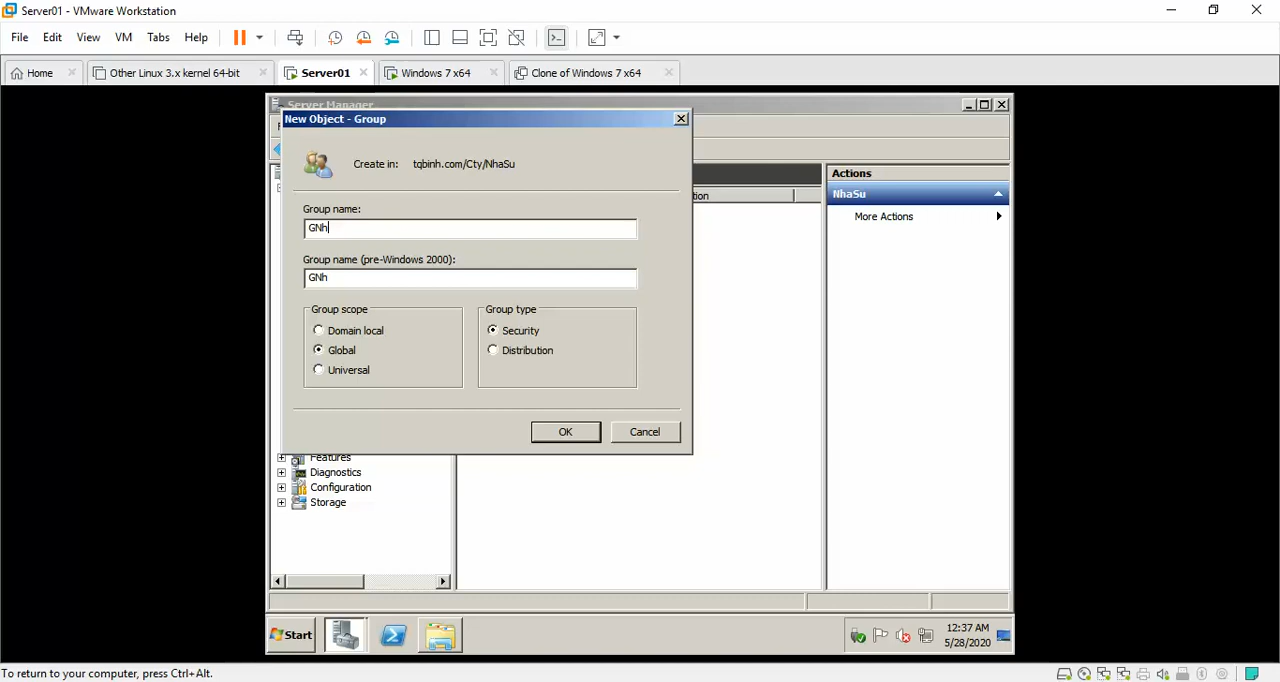 Server01 - VMware Workstation
File Edit View VM Tabs Help
Home Other Linux 3.x kernel 64-bit Server01 Windows 7 x64 Clone of Windows 7 x64
Server Manager
New Object - Group
Create in: tqbinh.com/Cty/NhaSu
Group name:
GNh
Group name (pre-Windows 2000):
GNh
Group scope
Domain local
Global
Universal
Group type
Security
Distribution
OK Cancel
Features
Diagnostics
Configuration
Storage
tion
Actions
NhaSu
More Actions
Start
12:37 AM
5/28/2020
To return to your computer, press Ctrl+Alt.